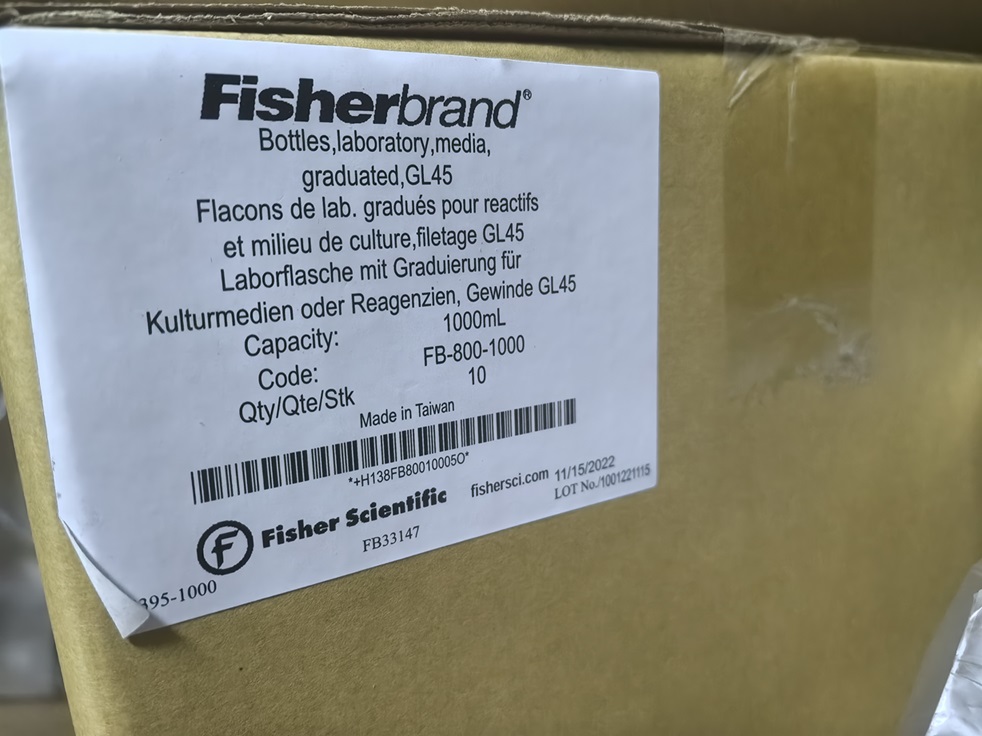 Fisherbrand®
Bottles,laboratory,media,
graduated,GL45
Flacons de lab. gradués pour reactifs
et milieu de culture,filetage GL45
Laborflasche mit Graduierung für
Kulturmedien oder Reagenzien, Gewinde GL45
Capacity: 1000mL
Code: FB-800-1000
Qty/Qte/Stk 10
Made in Taiwan
*+H138FB80010005O*
Fisher Scientific fishersci.com 11/15/2022
LOT No./1001221115
FB33147
395-1000